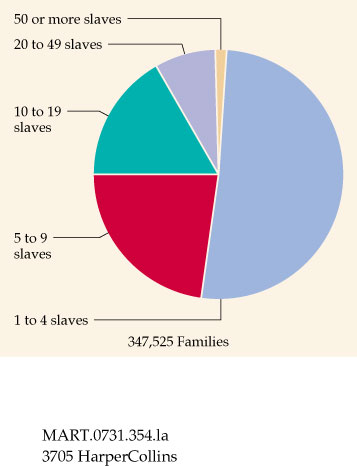 50 or more slaves
20 to 49 slaves
10 to 19
slaves
5 to 9
slaves
1 to 4 slaves
347,525 Families
MART.0731.354.la
3705 HarperCollins